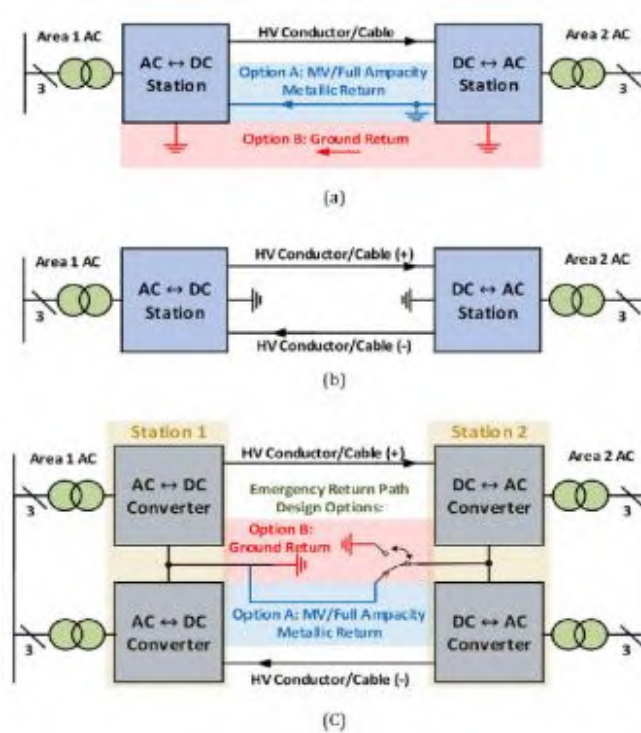 Area 1 AC
3
AC ↔ DC
Station
HV Conductor/Cable
Option A: MV/Full Ampacity
Metallic Return
Option B: Ground Return
DC ↔ AC
Station
Area 2 AC
3
(a)
Area 1 AC
3
AC ↔ DC
Station
HV Conductor/Cable (+)
HV Conductor/Cable (-)
DC ↔ AC
Station
Area 2 AC
3
(b)
Station 1
Station 2
Area 1 AC
3
AC ↔ DC
Converter
HV Conductor/Cable (+)
Emergency Return Path
Design Options:
Option B:
Ground Return
DC ↔ AC
Converter
Area 2 AC
3
3
AC ↔ DC
Converter
Option A: MV/Full Ampacity
Metallic Return
HV Conductor/Cable (-)
DC ↔ AC
Converter
3
(C)